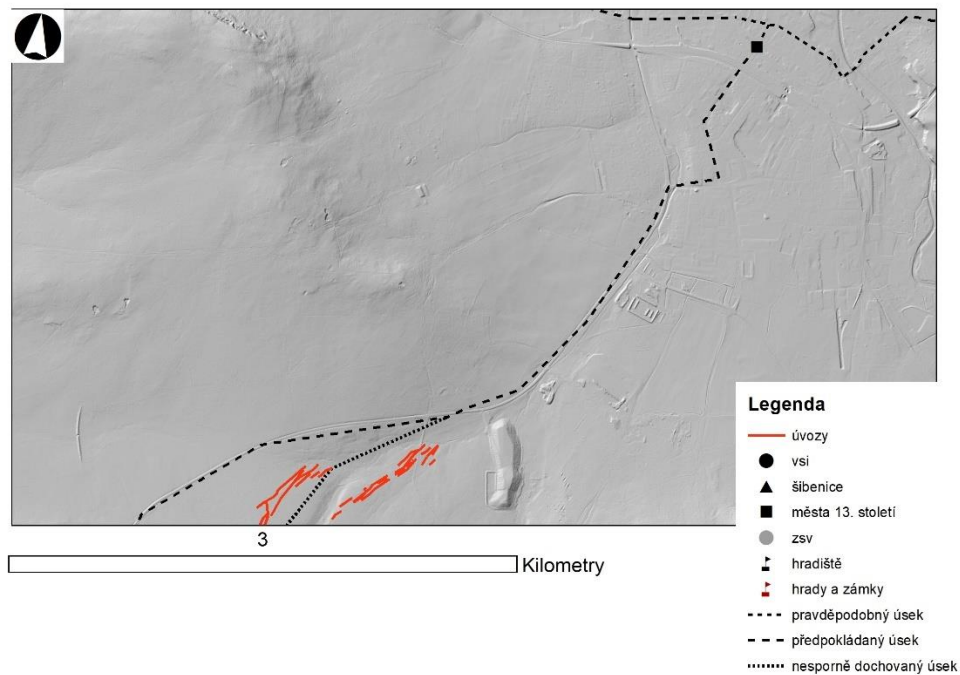 3
Kilometry
Legenda
úvozy
vsi
šibenice
města 13. století
zsv
hradiště
hrady a zámky
pravděpodobný úsek
předpokládaný úsek
nesporně dochovaný úsek